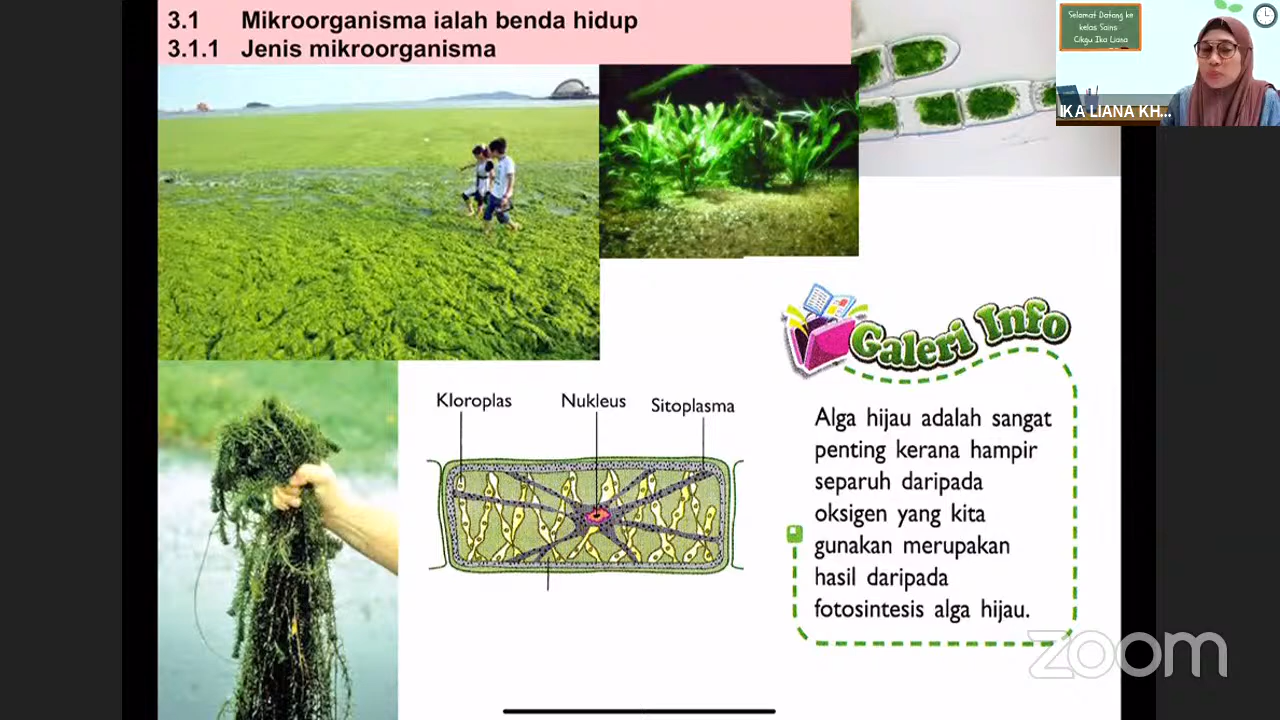 3.1 Mikroorganisma ialah benda hidup
3.1.1 Jenis mikroorganisma
Selamat Datang ke
kelas Sains
Cikgu Ika Liana
IKA LIANA KH...
Galeri Info
Kloroplas
Nukleus
Sitoplasma
Alga hijau adalah sangat
penting kerana hampir
separuh daripada
oksigen yang kita
gunakan merupakan
hasil daripada
fotosintesis alga hijau.
zoom